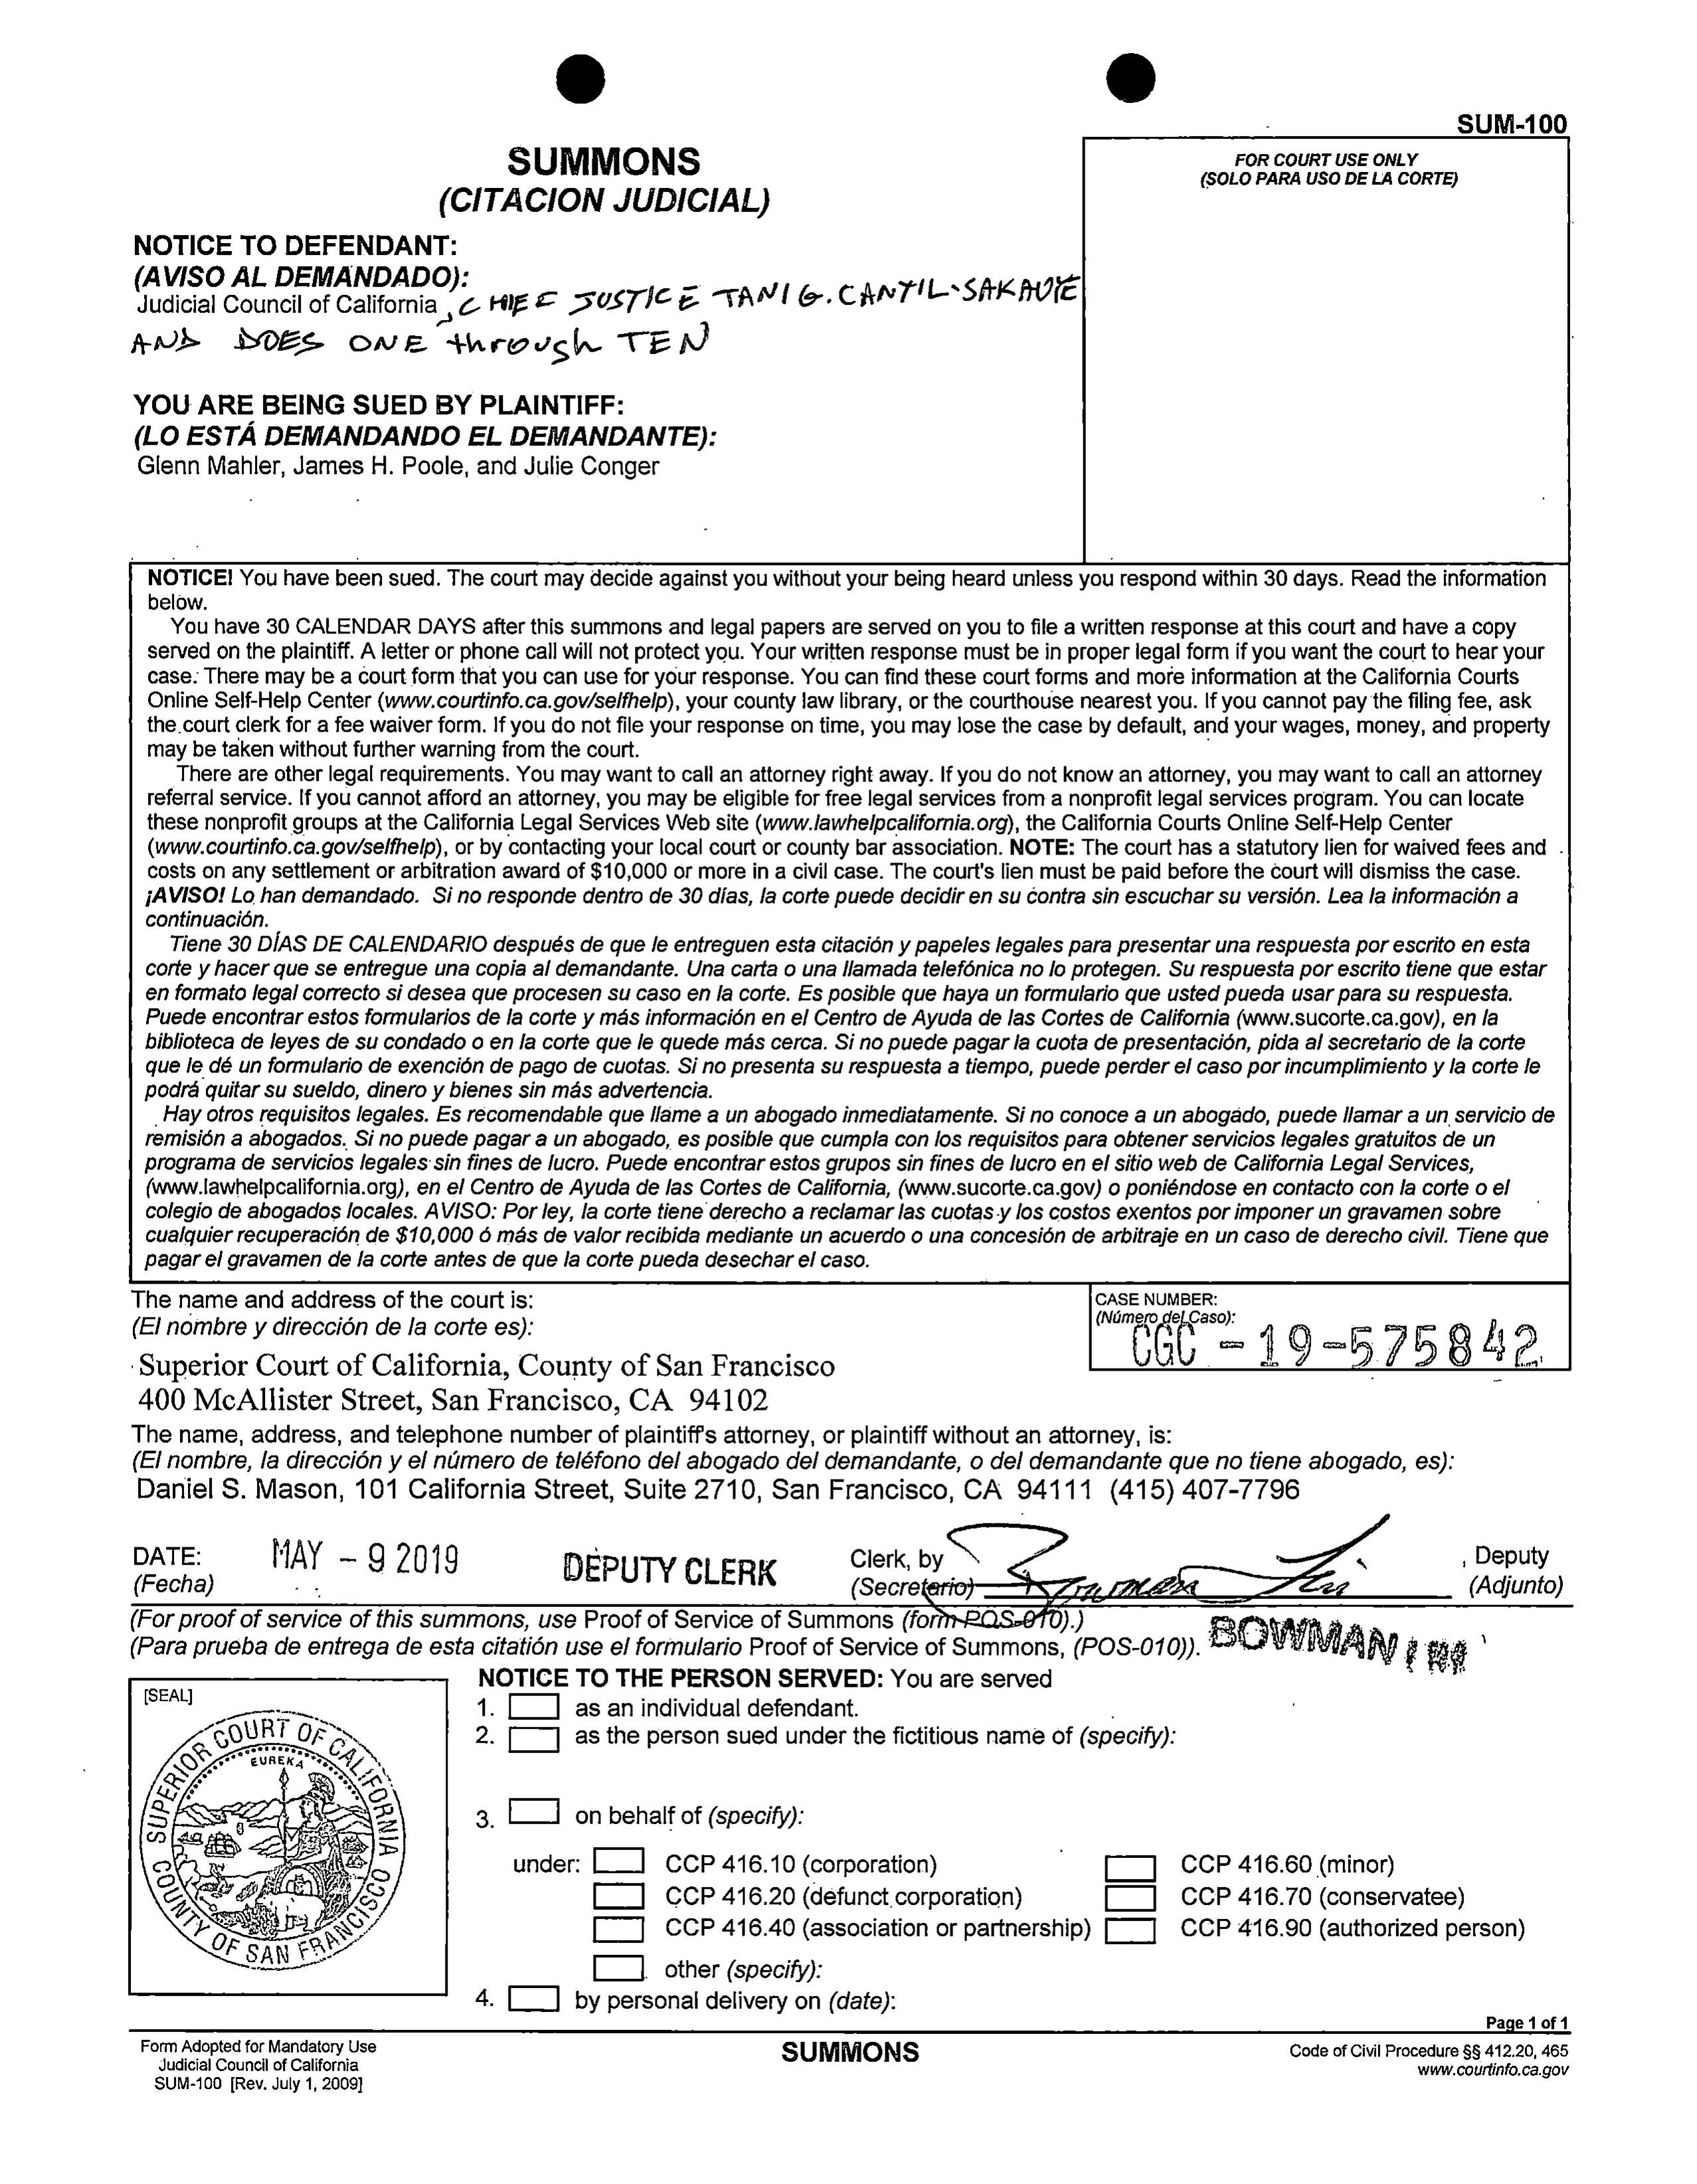 SUM-100
SUMMONS
(CITACION JUDICIAL)
FOR COURT USE ONLY
(SOLO PARA USO DE LA CORTE)
NOTICE TO DEFENDANT:
(AVISO AL DEMANDADO):
Judicial Council of California, CHIEF JUSTICE TANI G. CANTIL-SAKAUYE
AND DOES ONE through TEN
YOU ARE BEING SUED BY PLAINTIFF:
(LO ESTÁ DEMANDANDO EL DEMANDANTE):
Glenn Mahler, James H. Poole, and Julie Conger
NOTICE! You have been sued. The court may decide against you without your being heard unless you respond within 30 days. Read the information
below.
You have 30 CALENDAR DAYS after this summons and legal papers are served on you to file a written response at this court and have a copy
served on the plaintiff. A letter or phone call will not protect you. Your written response must be in proper legal form if you want the court to hear your
case. There may be a court form that you can use for your response. You can find these court forms and more information at the California Courts
Online Self-Help Center (www.courtinfo.ca.gov/selfhelp), your county law library, or the courthouse nearest you. If you cannot pay the filing fee, ask
the court clerk for a fee waiver form. If you do not file your response on time, you may lose the case by default, and your wages, money, and property
may be taken without further warning from the court.
There are other legal requirements. You may want to call an attorney right away. If you do not know an attorney, you may want to call an attorney
referral service. If you cannot afford an attorney, you may be eligible for free legal services from a nonprofit legal services program. You can locate
these nonprofit groups at the California Legal Services Web site (www.lawhelpcalifornia.org), the California Courts Online Self-Help Center
(www.courtinfo.ca.gov/selfhelp), or by contacting your local court or county bar association. NOTE: The court has a statutory lien for waived fees and
costs on any settlement or arbitration award of $10,000 or more in a civil case. The court's lien must be paid before the court will dismiss the case.
¡AVISO! Lo han demandado. Si no responde dentro de 30 días, la corte puede decidir en su contra sin escuchar su versión. Lea la información a
continuación.
Tiene 30 DÍAS DE CALENDARIO después de que le entreguen esta citación y papeles legales para presentar una respuesta por escrito en esta
corte y hacer que se entregue una copia al demandante. Una carta o una llamada telefónica no lo protegen. Su respuesta por escrito tiene que estar
en formato legal correcto si desea que procesen su caso en la corte. Es posible que haya un formulario que usted pueda usar para su respuesta.
Puede encontrar estos formularios de la corte y más información en el Centro de Ayuda de las Cortes de California (www.sucorte.ca.gov), en la
biblioteca de leyes de su condado o en la corte que le quede más cerca. Si no puede pagar la cuota de presentación, pida al secretario de la corte
que le dé un formulario de exención de pago de cuotas. Si no presenta su respuesta a tiempo, puede perder el caso por incumplimiento y la corte le
podrá quitar su sueldo, dinero y bienes sin más advertencia.
Hay otros requisitos legales. Es recomendable que llame a un abogado inmediatamente. Si no conoce a un abogado, puede llamar a un servicio de
remisión a abogados. Si no puede pagar a un abogado, es posible que cumpla con los requisitos para obtener servicios legales gratuitos de un
programa de servicios legales sin fines de lucro. Puede encontrar estos grupos sin fines de lucro en el sitio web de California Legal Services,
(www.lawhelpcalifornia.org), en el Centro de Ayuda de las Cortes de California, (www.sucorte.ca.gov) o poniéndose en contacto con la corte o el
colegio de abogados locales. AVISO: Por ley, la corte tiene derecho a reclamar las cuotas y los costos exentos por imponer un gravamen sobre
cualquier recuperación de $10,000 ó más de valor recibida mediante un acuerdo o una concesión de arbitraje en un caso de derecho civil. Tiene que
pagar el gravamen de la corte antes de que la corte pueda desechar el caso.
The name and address of the court is:
(El nombre y dirección de la corte es):
CASE NUMBER:
(Número del Caso):
CGC-19-575842
Superior Court of California, County of San Francisco
400 McAllister Street, San Francisco, CA 94102
The name, address, and telephone number of plaintiff's attorney, or plaintiff without an attorney, is:
(El nombre, la dirección y el número de teléfono del abogado del demandante, o del demandante que no tiene abogado, es):
Daniel S. Mason, 101 California Street, Suite 2710, San Francisco, CA 94111 (415) 407-7796
DATE: MAY - 9 2019 DEPUTY CLERK Clerk, by , Deputy
(Fecha) (Secretario) (Adjunto)
(For proof of service of this summons, use Proof of Service of Summons (form POS-010).)
(Para prueba de entrega de esta citatión use el formulario Proof of Service of Summons, (POS-010)).
BOWMAN
[SEAL]
SUPERIOR COURT OF CALIFORNIA
EUREKA
COUNTY OF SAN FRANCISCO
NOTICE TO THE PERSON SERVED: You are served
1. as an individual defendant.
2. as the person sued under the fictitious name of (specify):
3. on behalf of (specify):
under: CCP 416.10 (corporation) CCP 416.60 (minor)
CCP 416.20 (defunct corporation) CCP 416.70 (conservatee)
CCP 416.40 (association or partnership) CCP 416.90 (authorized person)
other (specify):
4. by personal delivery on (date):
Page 1 of 1
Form Adopted for Mandatory Use
Judicial Council of California
SUM-100 [Rev. July 1, 2009]
SUMMONS
Code of Civil Procedure §§ 412.20, 465
www.courtinfo.ca.gov